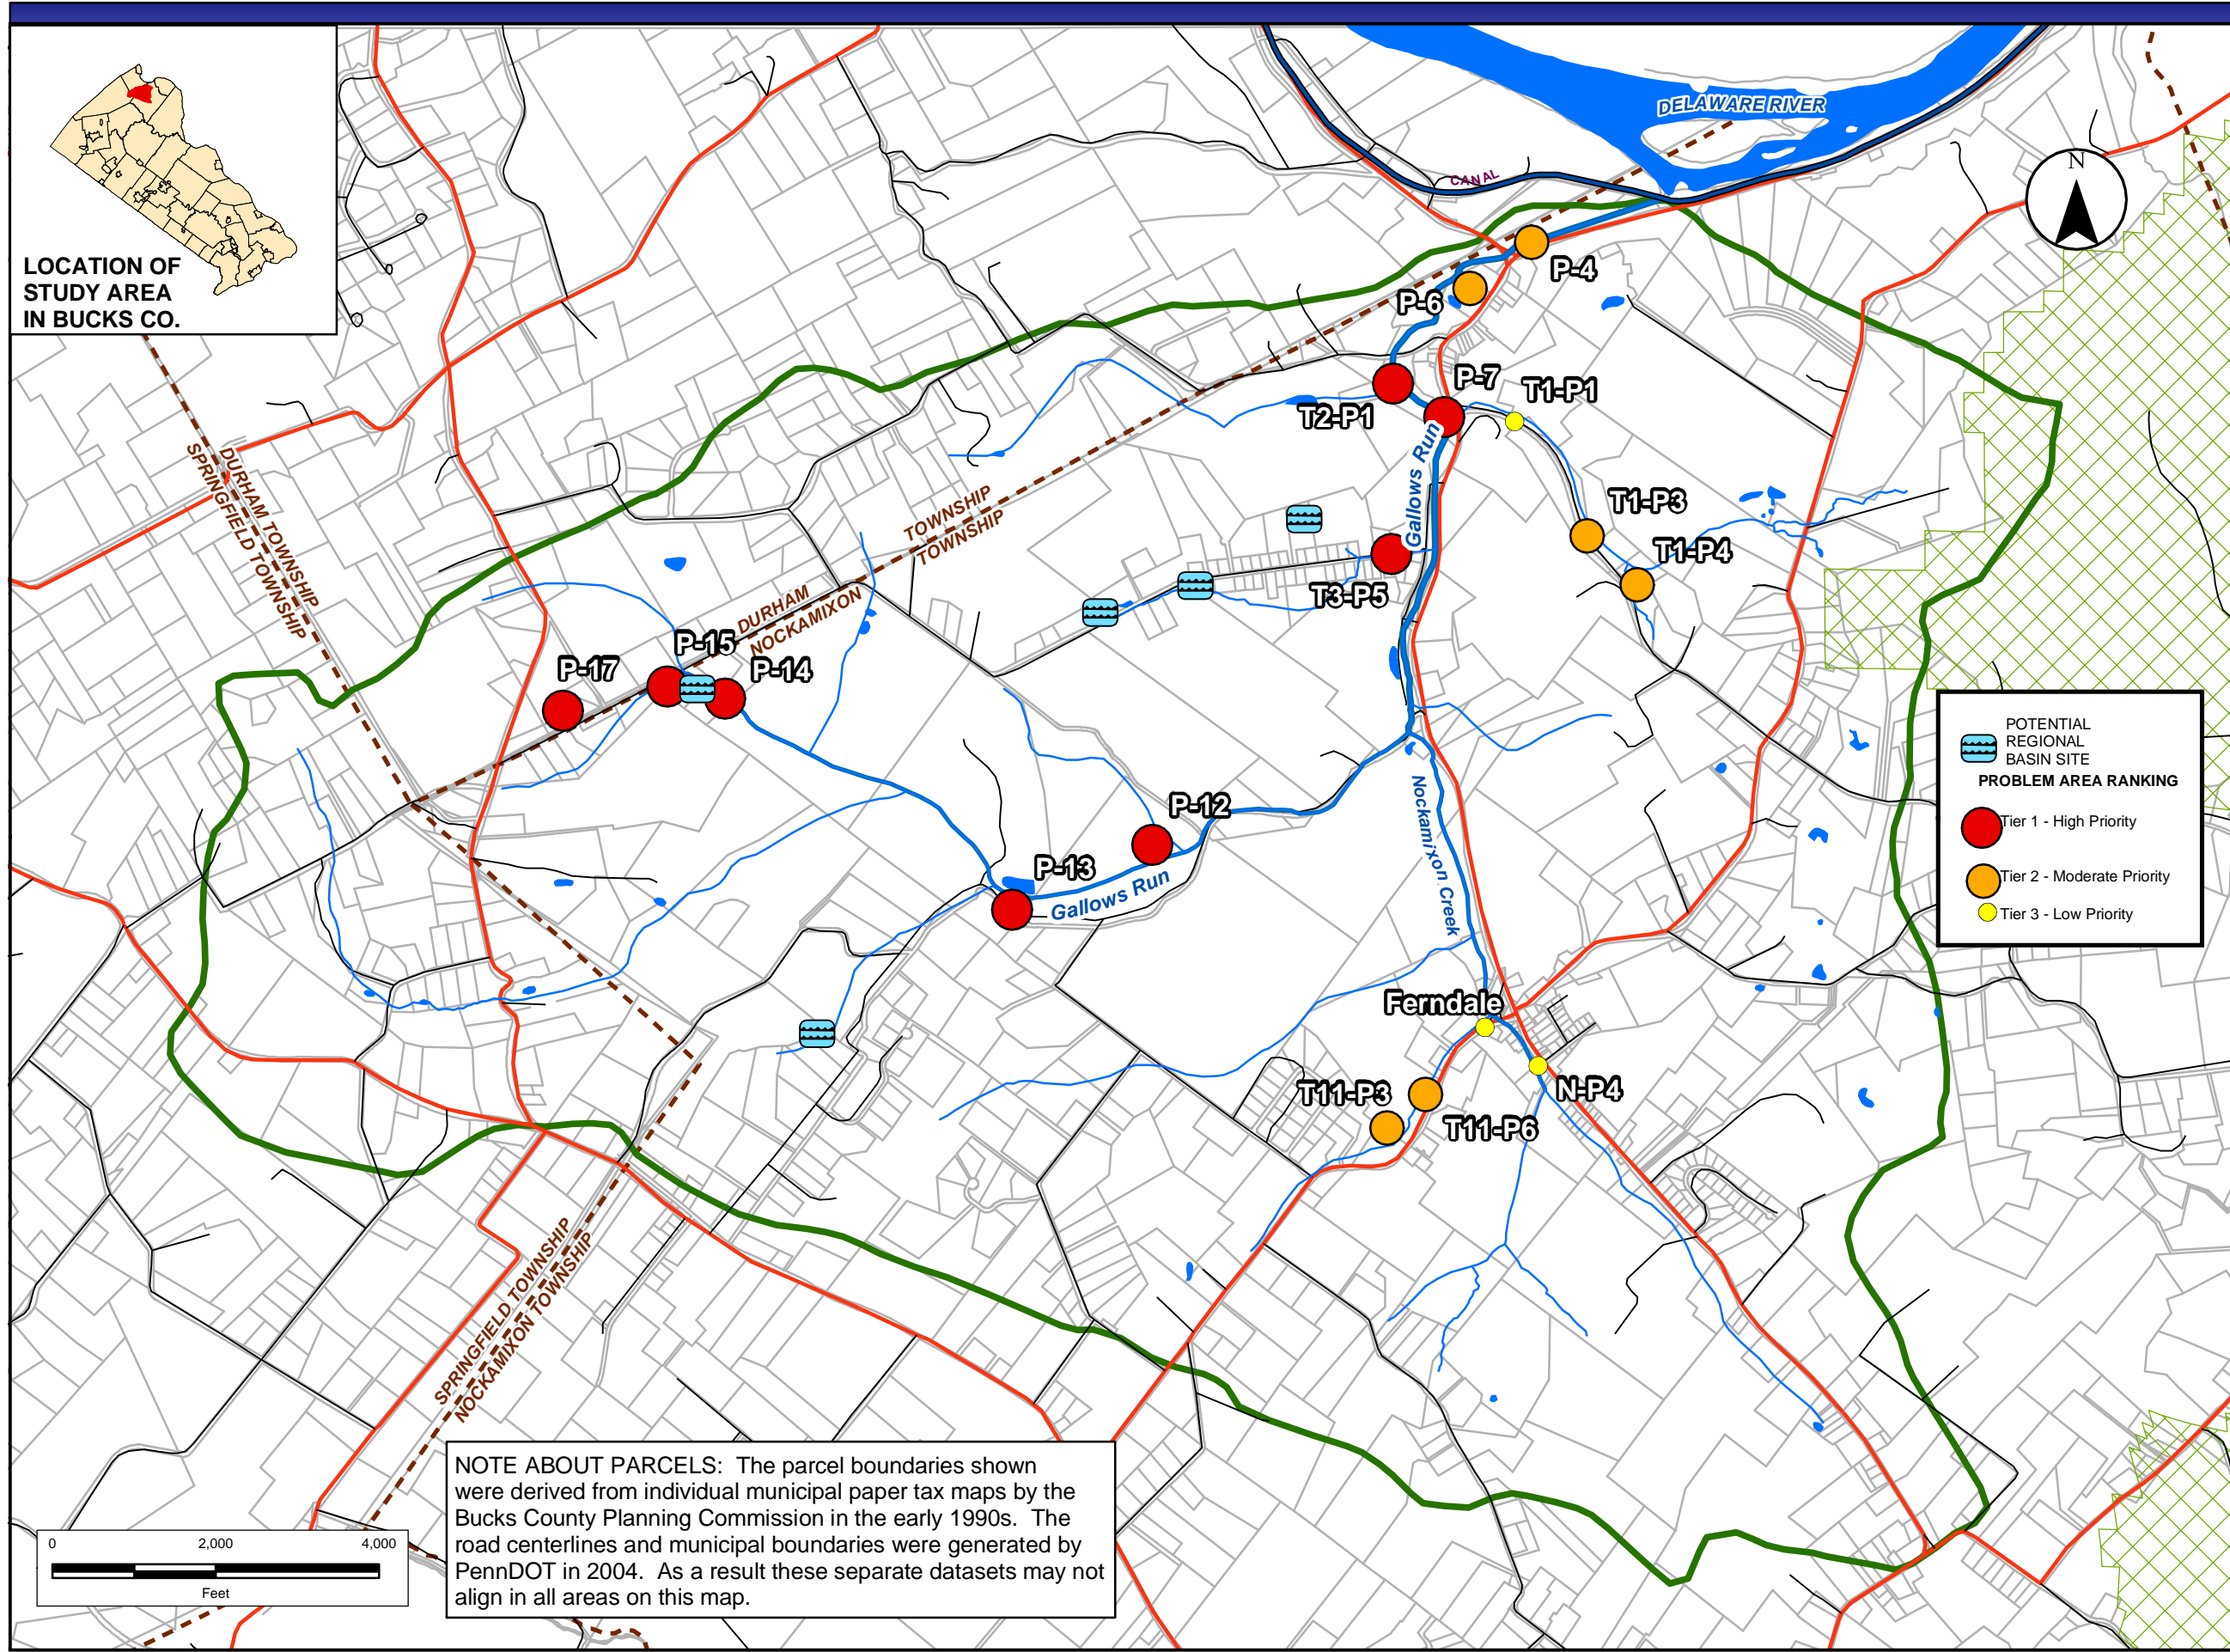 LOCATION OF
STUDY AREA
IN BUCKS CO.
DELAWARE RIVER
CANAL
N
P-4
P-6
P-7
T1-P1
T2-P1
Gallows Run
T1-P3
T1-P4
T3-P5
DURHAM TOWNSHIP
SPRINGFIELD TOWNSHIP
TOWNSHIP
TOWNSHIP
DURHAM
NOCKAMIXON
P-15
P-14
P-17
P-12
P-13
Gallows Run
Nockamixon Creek
POTENTIAL
REGIONAL
BASIN SITE
PROBLEM AREA RANKING
Tier 1 - High Priority
Tier 2 - Moderate Priority
Tier 3 - Low Priority
Ferndale
N-P4
T11-P3
T11-P6
SPRINGFIELD TOWNSHIP
NOCKAMIXON TOWNSHIP
NOTE ABOUT PARCELS: The parcel boundaries shown
were derived from individual municipal paper tax maps by the
Bucks County Planning Commission in the early 1990s. The
road centerlines and municipal boundaries were generated by
PennDOT in 2004. As a result these separate datasets may not
align in all areas on this map.
0 2,000 4,000
Feet